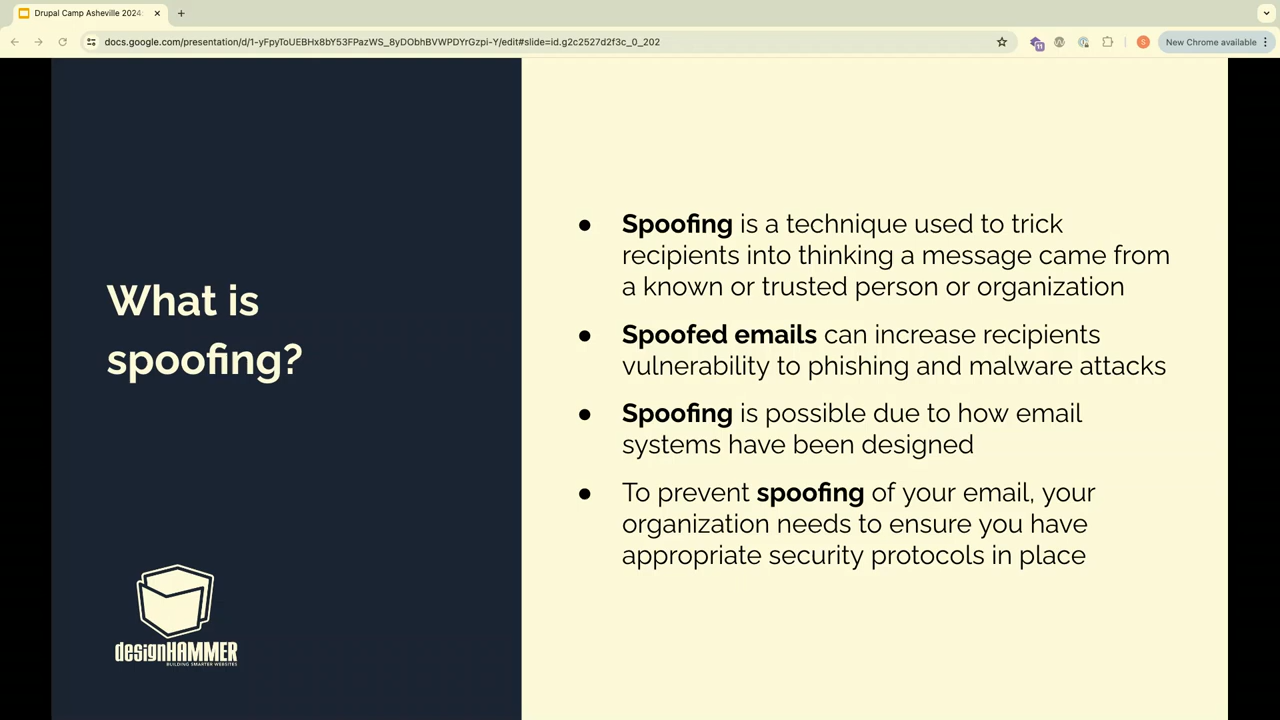 Drupal Camp Asheville 2024:
docs.google.com/presentation/d/1-yFpyToUEBHx8bY53FPazWS_8yDObhBVWPDYrGzpi-Y/edit#slide=id.g2c2527d2f3c_0_202
11
S
New Chrome available
What is
spoofing?
● Spoofing is a technique used to trick
recipients into thinking a message came from
a known or trusted person or organization
● Spoofed emails can increase recipients
vulnerability to phishing and malware attacks
● Spoofing is possible due to how email
systems have been designed
● To prevent spoofing of your email, your
organization needs to ensure you have
appropriate security protocols in place
designHAMMER
BUILDING SMARTER WEBSITES